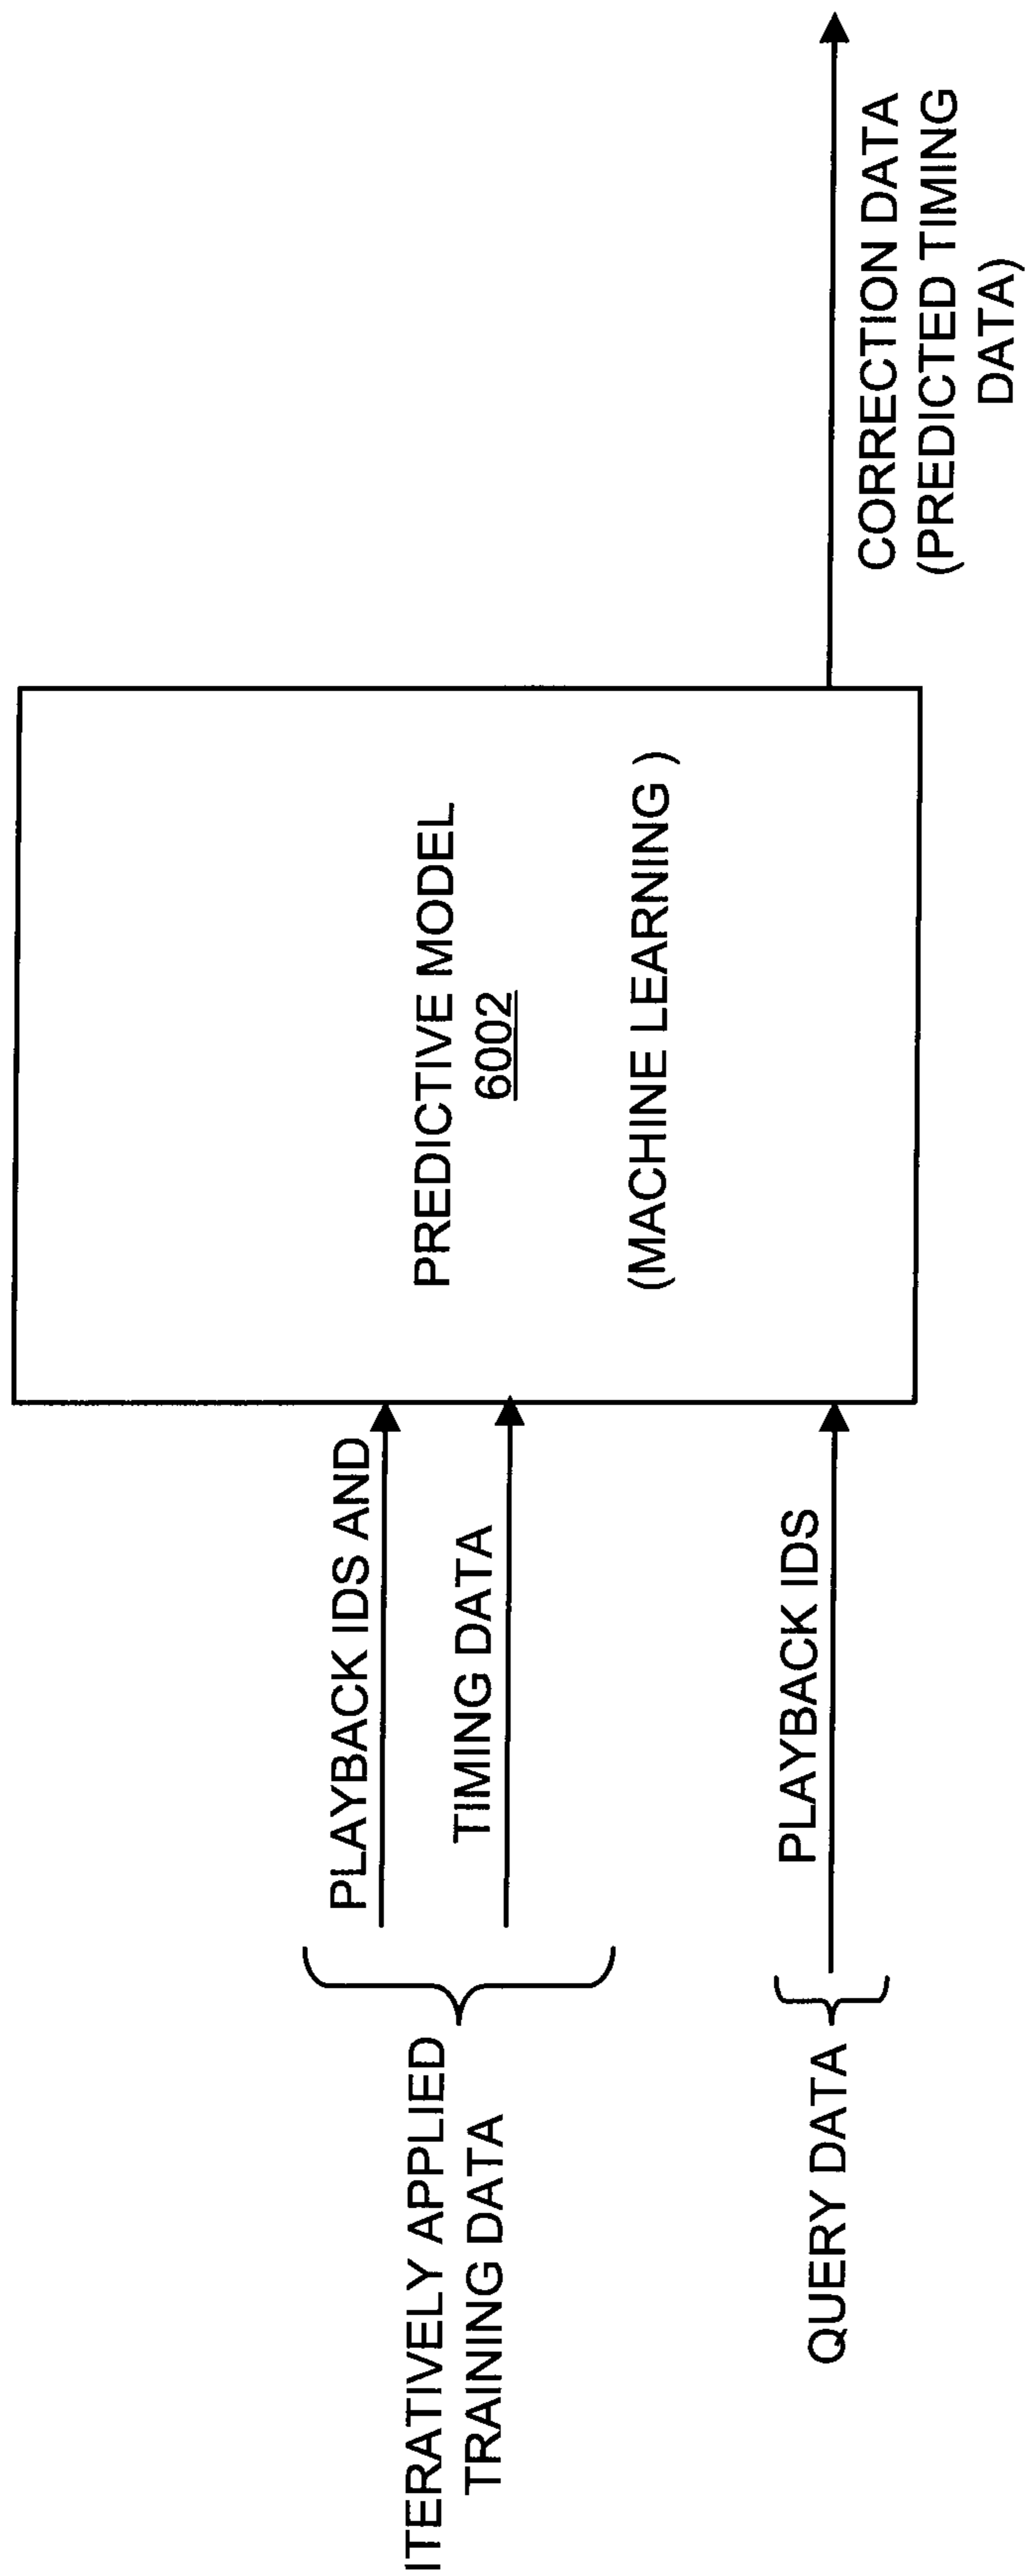 ITERATIVELY APPLIED
TRAINING DATA
PLAYBACK IDS AND
TIMING DATA
QUERY DATA
PLAYBACK IDS
PREDICTIVE MODEL
6002
(MACHINE LEARNING )
CORRECTION DATA
(PREDICTED TIMING
DATA)